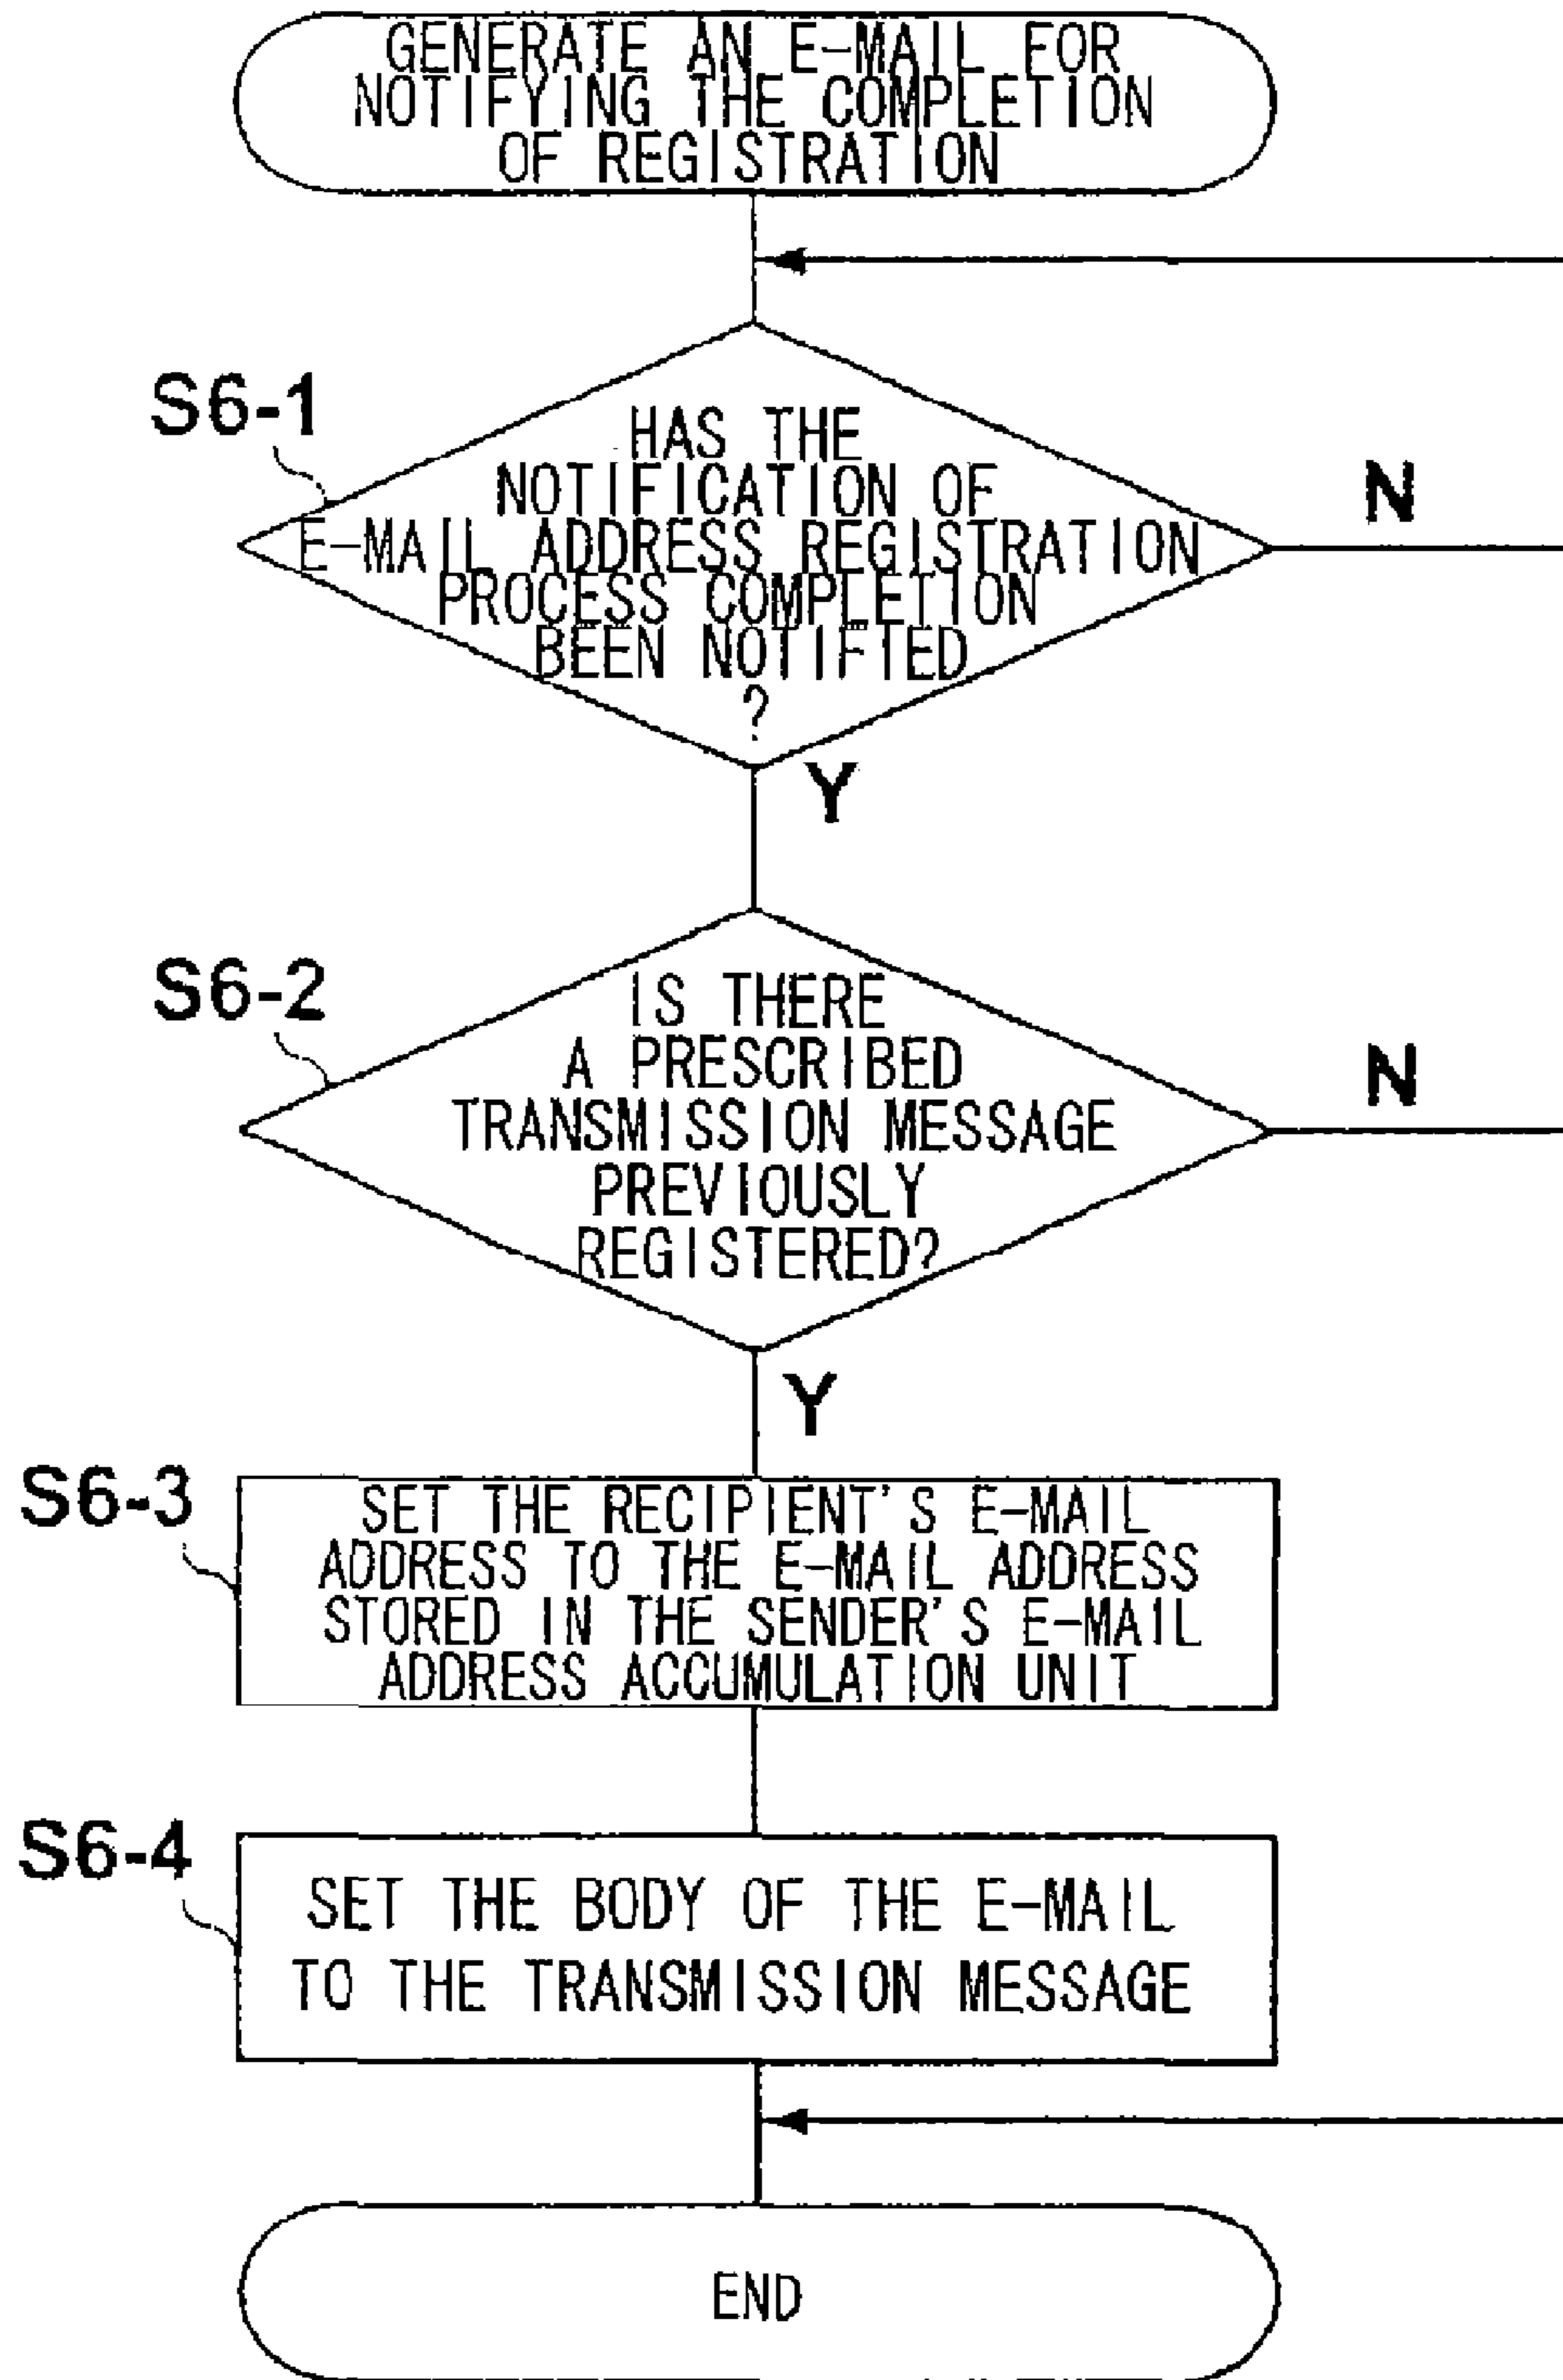 GENERATE AN E-MAIL FOR
NOTIFYING THE COMPLETION
OF REGISTRATION
S6-1
HAS THE
NOTIFICATION OF
E-MAIL ADDRESS REGISTRATION
PROCESS COMPLETION
BEEN NOTIFIED
?
N
Y
S6-2
IS THERE
A PRESCRIBED
TRANSMISSION MESSAGE
PREVIOUSLY
REGISTERED?
N
Y
S6-3
SET THE RECIPIENT'S E-MAIL
ADDRESS TO THE E-MAIL ADDRESS
STORED IN THE SENDER'S E-MAIL
ADDRESS ACCUMULATION UNIT
S6-4
SET THE BODY OF THE E-MAIL
TO THE TRANSMISSION MESSAGE
END